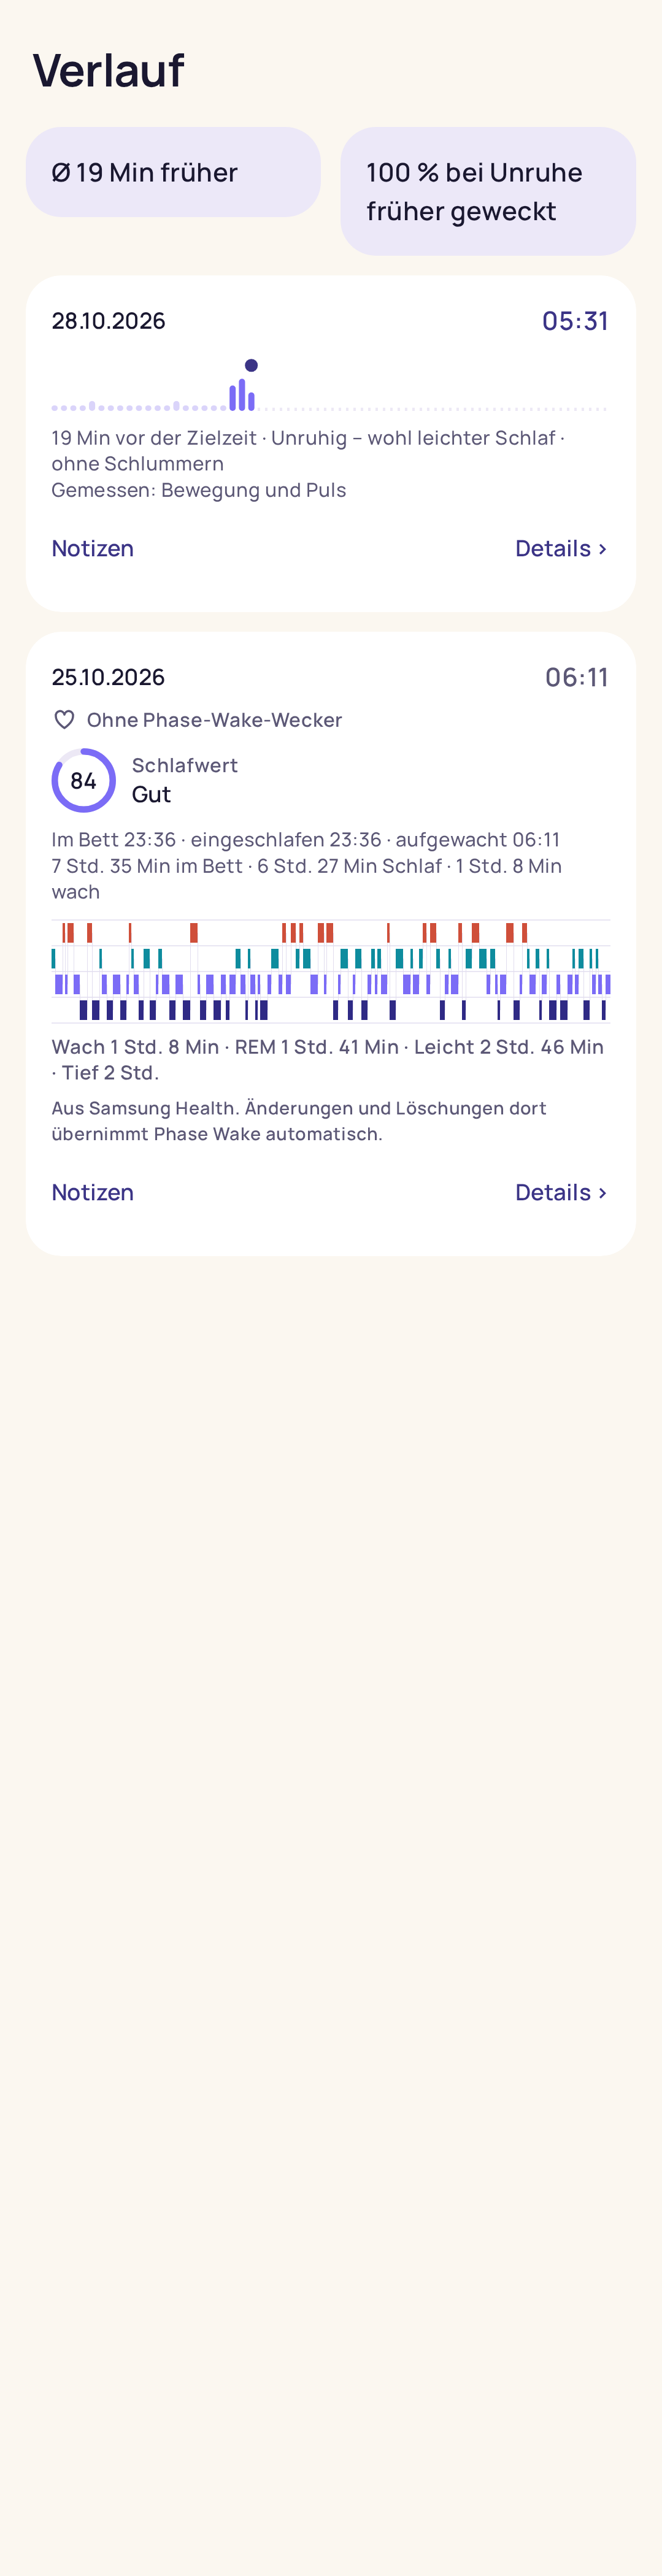 Verlauf
Ø 19 Min früher
100 % bei Unruhe
früher geweckt
28.10.2026
05:31
19 Min vor der Zielzeit · Unruhig – wohl leichter Schlaf ·
ohne Schlummern
Gemessen: Bewegung und Puls
Notizen
Details ›
25.10.2026
06:11
Ohne Phase-Wake-Wecker
84
Schlafwert
Gut
Im Bett 23:36 · eingeschlafen 23:36 · aufgewacht 06:11
7 Std. 35 Min im Bett · 6 Std. 27 Min Schlaf · 1 Std. 8 Min
wach
Wach 1 Std. 8 Min · REM 1 Std. 41 Min · Leicht 2 Std. 46 Min
· Tief 2 Std.
Aus Samsung Health. Änderungen und Löschungen dort
übernimmt Phase Wake automatisch.
Notizen
Details ›